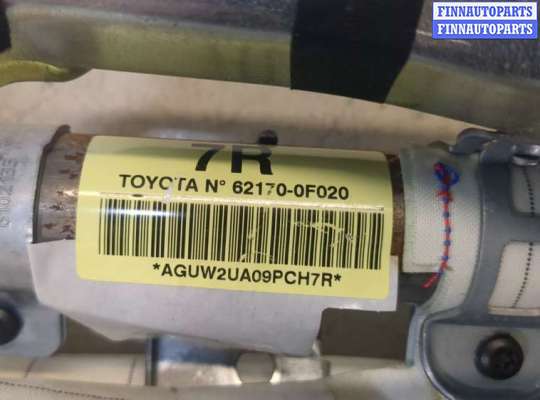 FINNAUTOPARTS
FINNAUTOPARTS
7R
TOYOTA N° 62170-0F020
*AGUW2UA09PCH7R*